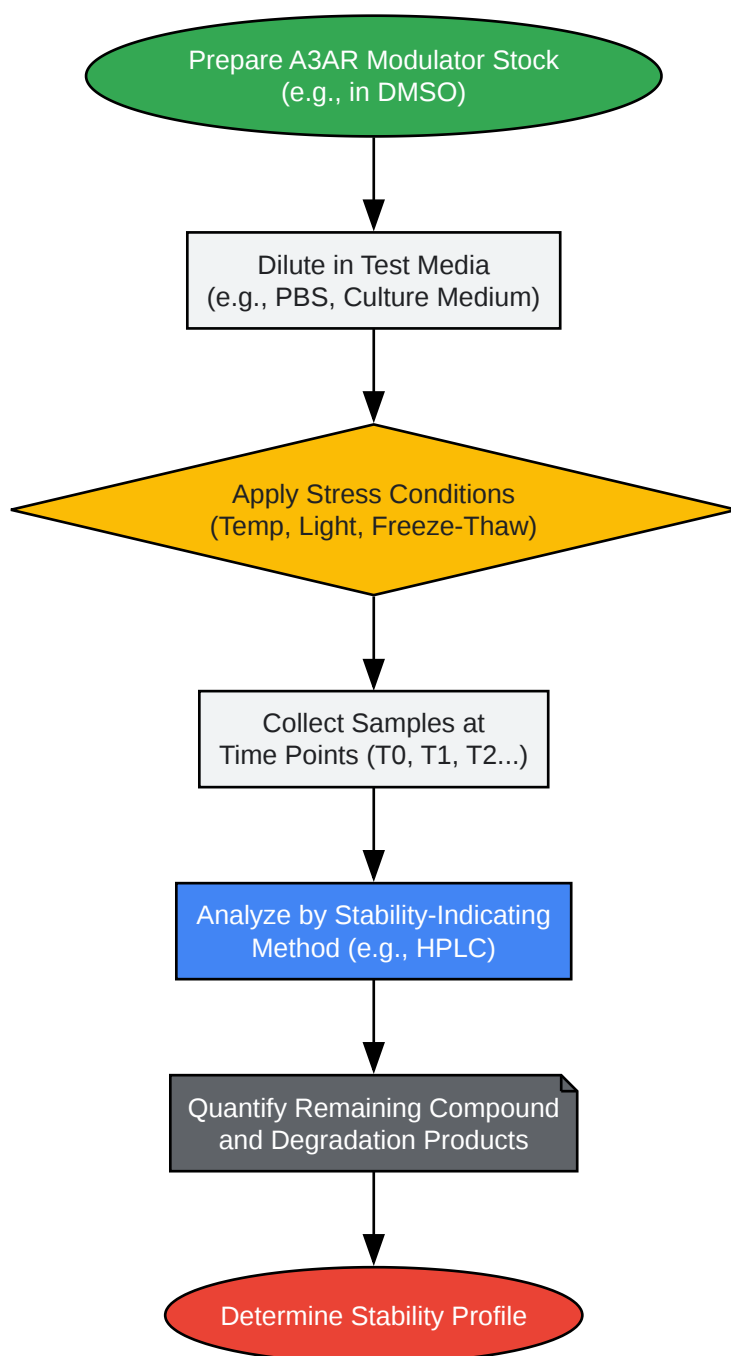 Prepare A3AR Modulator Stock
(e.g., in DMSO)
Dilute in Test Media
(e.g., PBS, Culture Medium)
Apply Stress Conditions
(Temp, Light, Freeze-Thaw)
Collect Samples at
Time Points (T0, T1, T2...)
Analyze by Stability-Indicating
Method (e.g., HPLC)
Quantify Remaining Compound
and Degradation Products
Determine Stability Profile